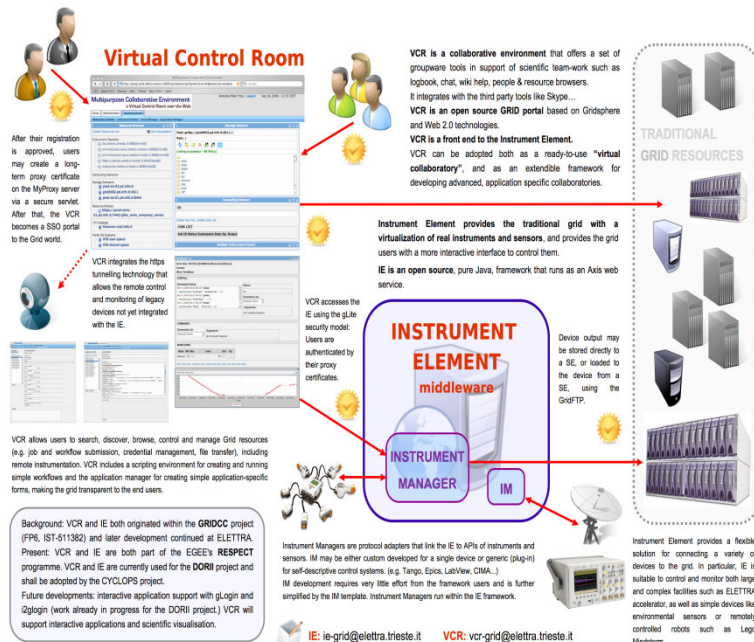 Virtual Control Room
VCR is a collaborative environment that offers a set of
groupware tools in support of scientific team-work such as
logbook, chat, wiki help, people & resource browsers.
It integrates with the third party tools like Skype…
VCR is an open source GRID portal based on Gridsphere
and Web 2.0 technologies.
VCR is a front end to the Instrument Element.
VCR can be adopted both as a ready-to-use “virtual
collaboratory”, and as an extendible framework for
developing advanced, application specific collaboratories.
TRADITIONAL
GRID RESOURCES
Multipurpose Collaborative Environment
a Virtual Control Room over the Web
After their registration
is approved, users
may create a long-
term proxy certificate
on the MyProxy server
via a secure servlet.
After that, the VCR
becomes a SSO portal
to the Grid world.
Instrument Element provides the traditional grid with a
virtualization of real instruments and sensors, and provides the grid
users with a more interactive interface to control them.
IE is an open source, pure Java, framework that runs as an Axis web
service.
VCR integrates the https
tunnelling technology that
allows the remote control
and monitoring of legacy
devices not yet integrated
with the IE.
VCR accesses the
IE using the gLite
security model:
Users are
authenticated by
their proxy
certificates.
INSTRUMENT
ELEMENT
middleware
INSTRUMENT
MANAGER
IM
Device output may
be stored directly to
a SE, or loaded to
the device from a
SE, using the
GridFTP.
VCR allows users to search, discover, browse, control and manage Grid resources
(e.g. job and workflow submission, credential management, file transfer), including
remote instrumentation. VCR includes a scripting environment for creating and running
simple workflows and the application manager for creating simple application-specific
forms, making the grid transparent to the end users.
Background: VCR and IE both originated within the GRIDCC project
(FP6, IST-511382) and later development continued at ELETTRA.
Present: VCR and IE are both part of the EGEE's RESPECT
programme. VCR and IE are currently used for the DORII project and
shall be adopted by the CYCLOPS project.
Future developments: interactive application support with gLogin and
i2glogin (work already in progress for the DORII project.) VCR will
support interactive applications and scientific visualisation.
Instrument Managers are protocol adapters that link the IE to APIs of instruments and
sensors. IM may be either custom developed for a single device or generic (plug-in)
for self-descriptive control systems. (e.g. Tango, Epics, LabView, CIMA...)
IM development requires very little effort from the framework users and is further
simplified by the IM template. Instrument Managers run within the IE framework.
Instrument Element provides a flexible
solution for connecting a variety o
devices to the grid. In particular, IE is
suitable to control and monitor both large
and complex facilities such as ELETTRA
accelerator, as well as simple devices like
environmental sensors or remotely
controlled robots such as Lego
Mindstorm
IE: ie-grid@elettra.trieste.it VCR: vcr-grid@elettra.trieste.it